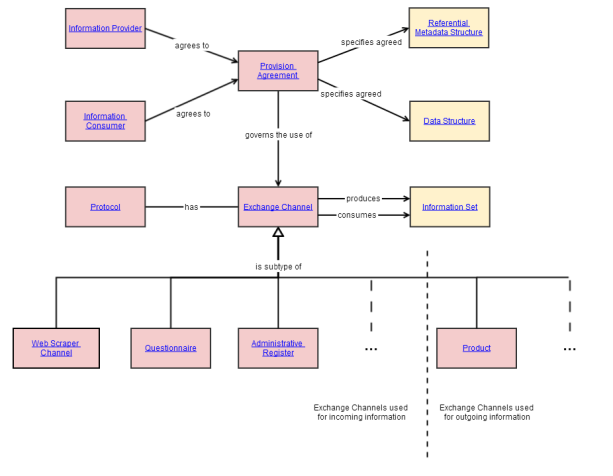 Information Provider
agrees to
Provision
Agreement
specifies agreed
Referential
Metadata Structure
Information
Consumer
agrees to
specifies agreed
Data Structure
governs the use of
Protocol
has
Exchange Channel
produces
consumes
Information Set
is subtype of
Web Scraper
Channel
Questionnaire
Administrative
Register
...
Product
...
Exchange Channels used
for incoming information
Exchange Channels used
for outgoing information